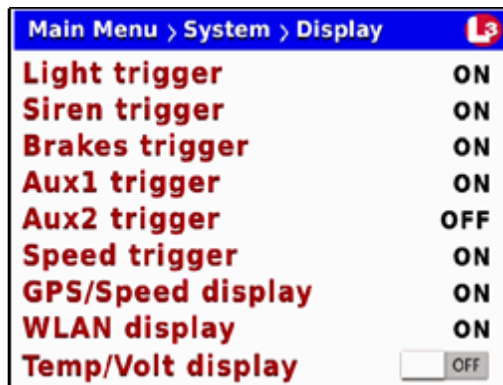 Main Menu > System > Display L3
Light trigger ON
Siren trigger ON
Brakes trigger ON
Aux1 trigger ON
Aux2 trigger OFF
Speed trigger ON
GPS/Speed display ON
WLAN display ON
Temp/Volt display OFF